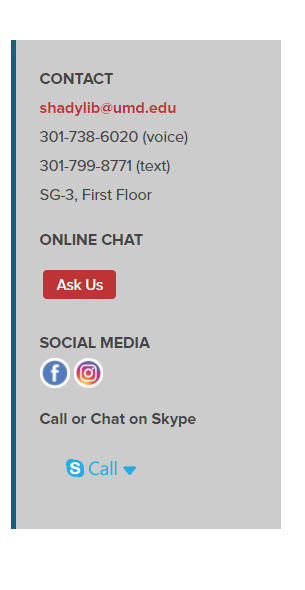 CONTACT
shadylib@umd.edu
301-738-6020 (voice)
301-799-8771 (text)
SG-3, First Floor
ONLINE CHAT
Ask Us
SOCIAL MEDIA
Call or Chat on Skype
Call